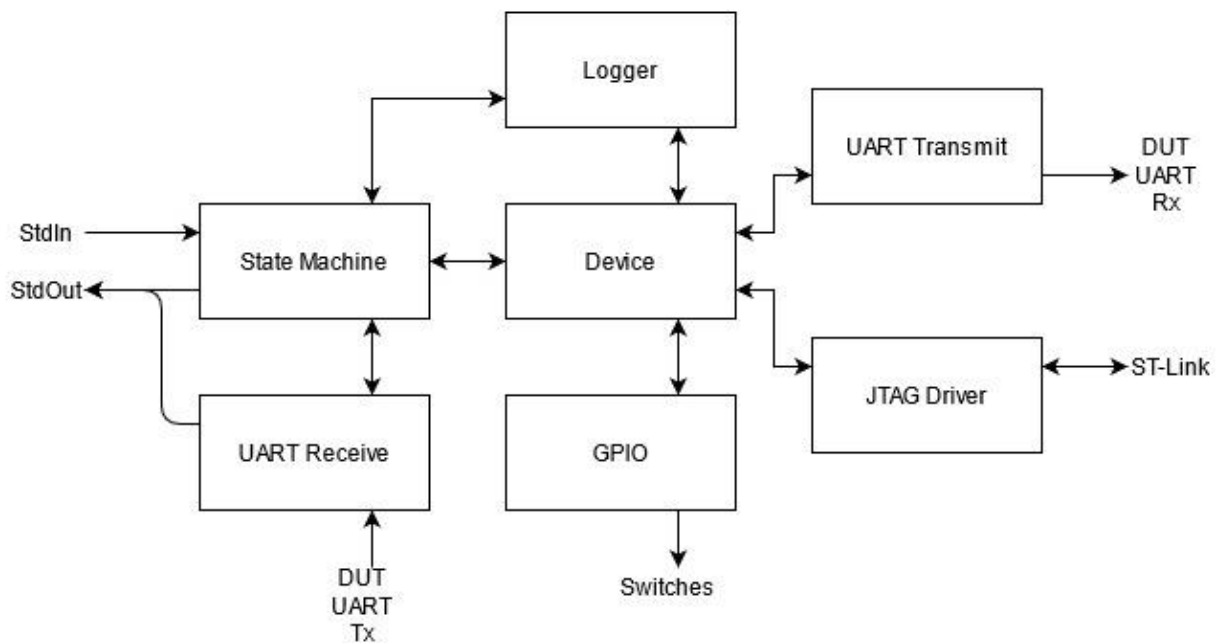 Logger
UART Transmit
DUT
UART
Rx
StdIn
State Machine
Device
StdOut
ST-Link
JTAG Driver
UART Receive
GPIO
DUT
UART
Tx
Switches